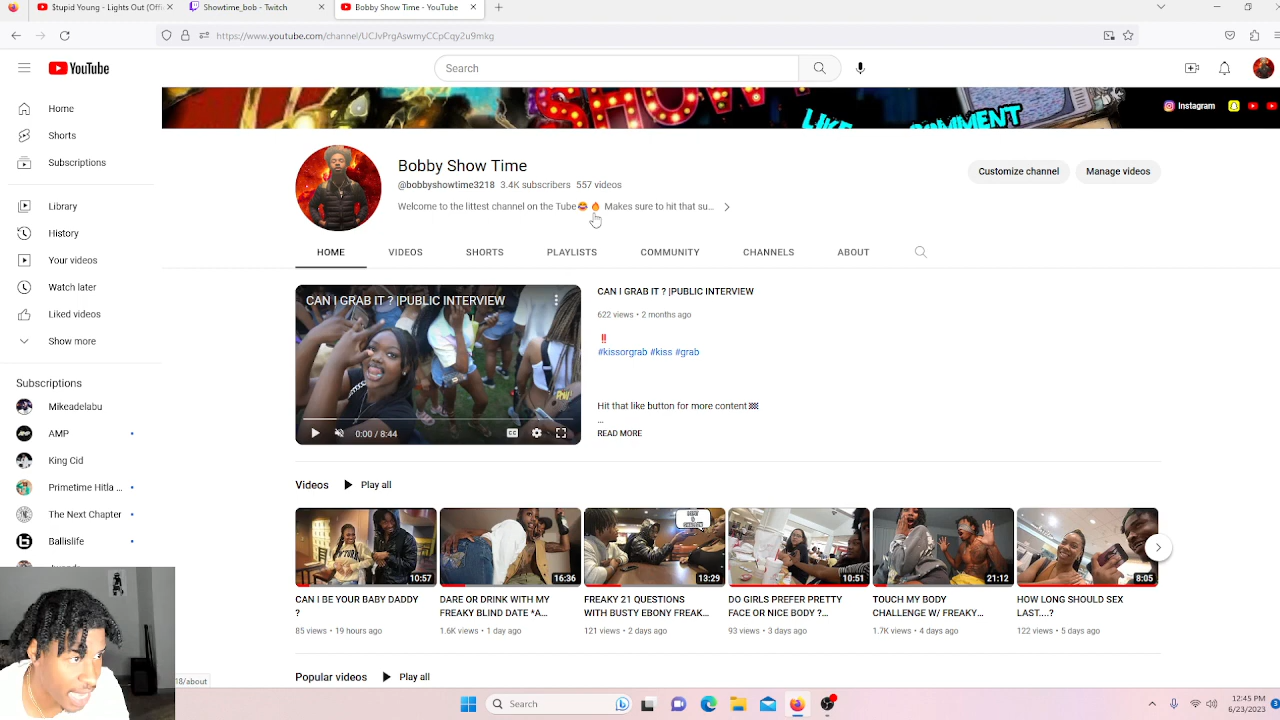 Stupid Young - Lights Out (Offi
Showtime_bob - Twitch
Bobby Show Time - YouTube
https://www.youtube.com/channel/UCJvPrgAswmyCCpCqy2u9mkg
YouTube
Search
Home
Shorts
Subscriptions
Library
History
Your videos
Watch later
Liked videos
Show more
Subscriptions
Mikeadelabu
AMP
King Cid
Primetime Hitla ...
The Next Chapter
Ballislife
LIKE COMMENT
Instagram
Bobby Show Time
@bobbyshowtime3218 3.4K subscribers 557 videos
Welcome to the littest channel on the Tube😂🔥 Makes sure to hit that su...
Customize channel
Manage videos
HOME VIDEOS SHORTS PLAYLISTS COMMUNITY CHANNELS ABOUT
CAN I GRAB IT ? |PUBLIC INTERVIEW
0:00 / 8:44
CAN I GRAB IT ? |PUBLIC INTERVIEW
622 views • 2 months ago
‼️
#kissorgrab #kiss #grab
Hit that like button for more content🏁
...
READ MORE
Videos
Play all
10:57
16:36
13:29
10:51
21:12
8:05
CAN I BE YOUR BABY DADDY
?
85 views • 19 hours ago
DARE OR DRINK WITH MY
FREAKY BLIND DATE *A...
1.6K views • 1 day ago
FREAKY 21 QUESTIONS
WITH BUSTY EBONY FREAK...
121 views • 2 days ago
DO GIRLS PREFER PRETTY
FACE OR NICE BODY ?...
93 views • 3 days ago
TOUCH MY BODY
CHALLENGE W/ FREAKY...
1.7K views • 4 days ago
HOW LONG SHOULD SEX
LAST....?
122 views • 5 days ago
Popular videos
Play all
18/about
Search
12:45 PM
6/23/2023
3